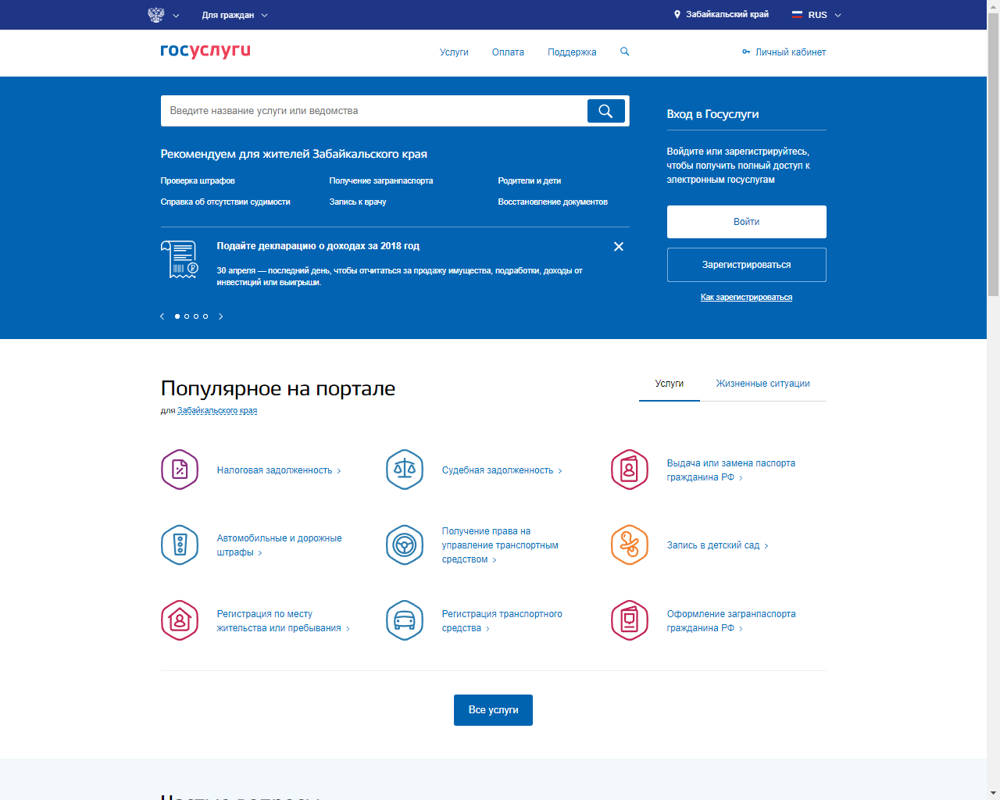 Для граждан
Забайкальский край
RUS
госуслуги
Услуги
Оплата
Поддержка
Личный кабинет
Введите название услуги или ведомства
Рекомендуем для жителей Забайкальского края
Проверка штрафов
Получение загранпаспорта
Родители и дети
Справка об отсутствии судимости
Запись к врачу
Восстановление документов
Подайте декларацию о доходах за 2018 год
30 апреля — последний день, чтобы отчитаться за продажу имущества, подработки, доходы от
инвестиций или выигрыши.
Вход в Госуслуги
Войдите или зарегистрируйтесь,
чтобы получить полный доступ к
электронным госуслугам
Войти
Зарегистрироваться
Как зарегистрироваться
Популярное на портале
для Забайкальского края
Услуги
Жизненные ситуации
Налоговая задолженность
Судебная задолженность
Выдача или замена паспорта
гражданина РФ
Автомобильные и дорожные
штрафы
Получение права на
управление транспортным
средством
Запись в детский сад
Регистрация по месту
жительства или пребывания
Регистрация транспортного
средства
Оформление загранпаспорта
гражданина РФ
Все услуги
Частые вопросы